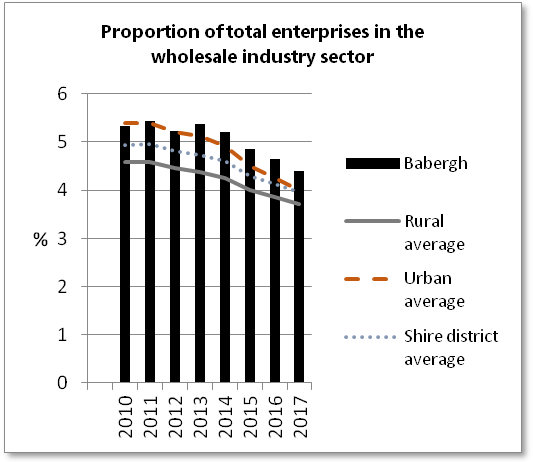 Proportion of total enterprises in the
wholesale industry sector
6
5
4
3
2
1
0
%
2010
2011
2012
2013
2014
2015
2016
2017
Babergh
Rural
average
Urban
average
Shire district
average